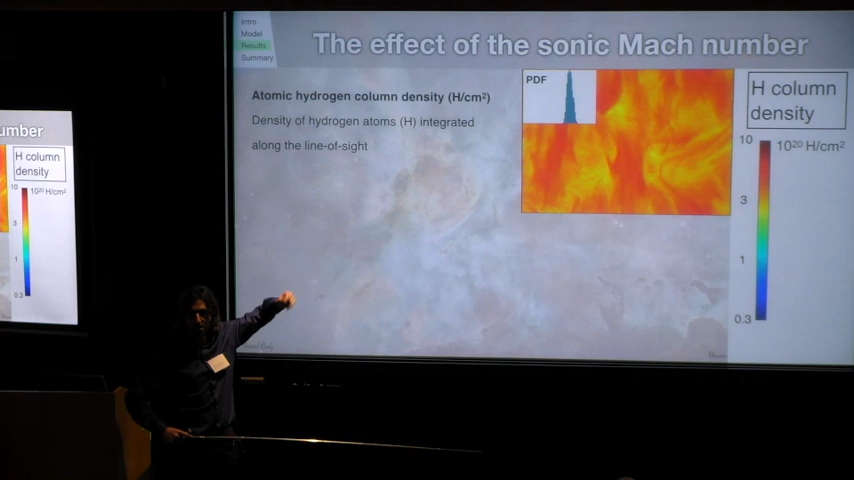 umber
H column
density
10
10²⁰ H/cm²
3
1
0.3
Intro
Model
Results
Summary
The effect of the sonic Mach number
Atomic hydrogen column density (H/cm²)
Density of hydrogen atoms (H) integrated
along the line-of-sight
PDF
H column
density
10
10²⁰ H/cm²
3
1
0.3